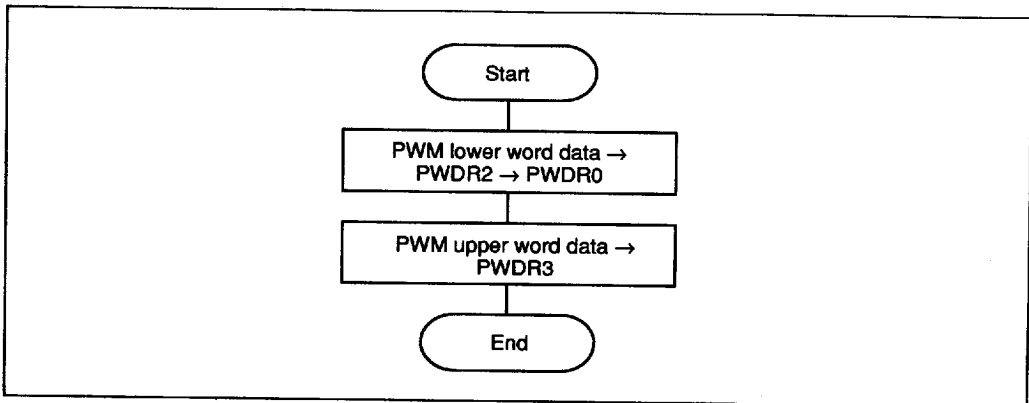 Start
PWM lower word data →
PWDR2 → PWDR0
PWM upper word data →
PWDR3
End